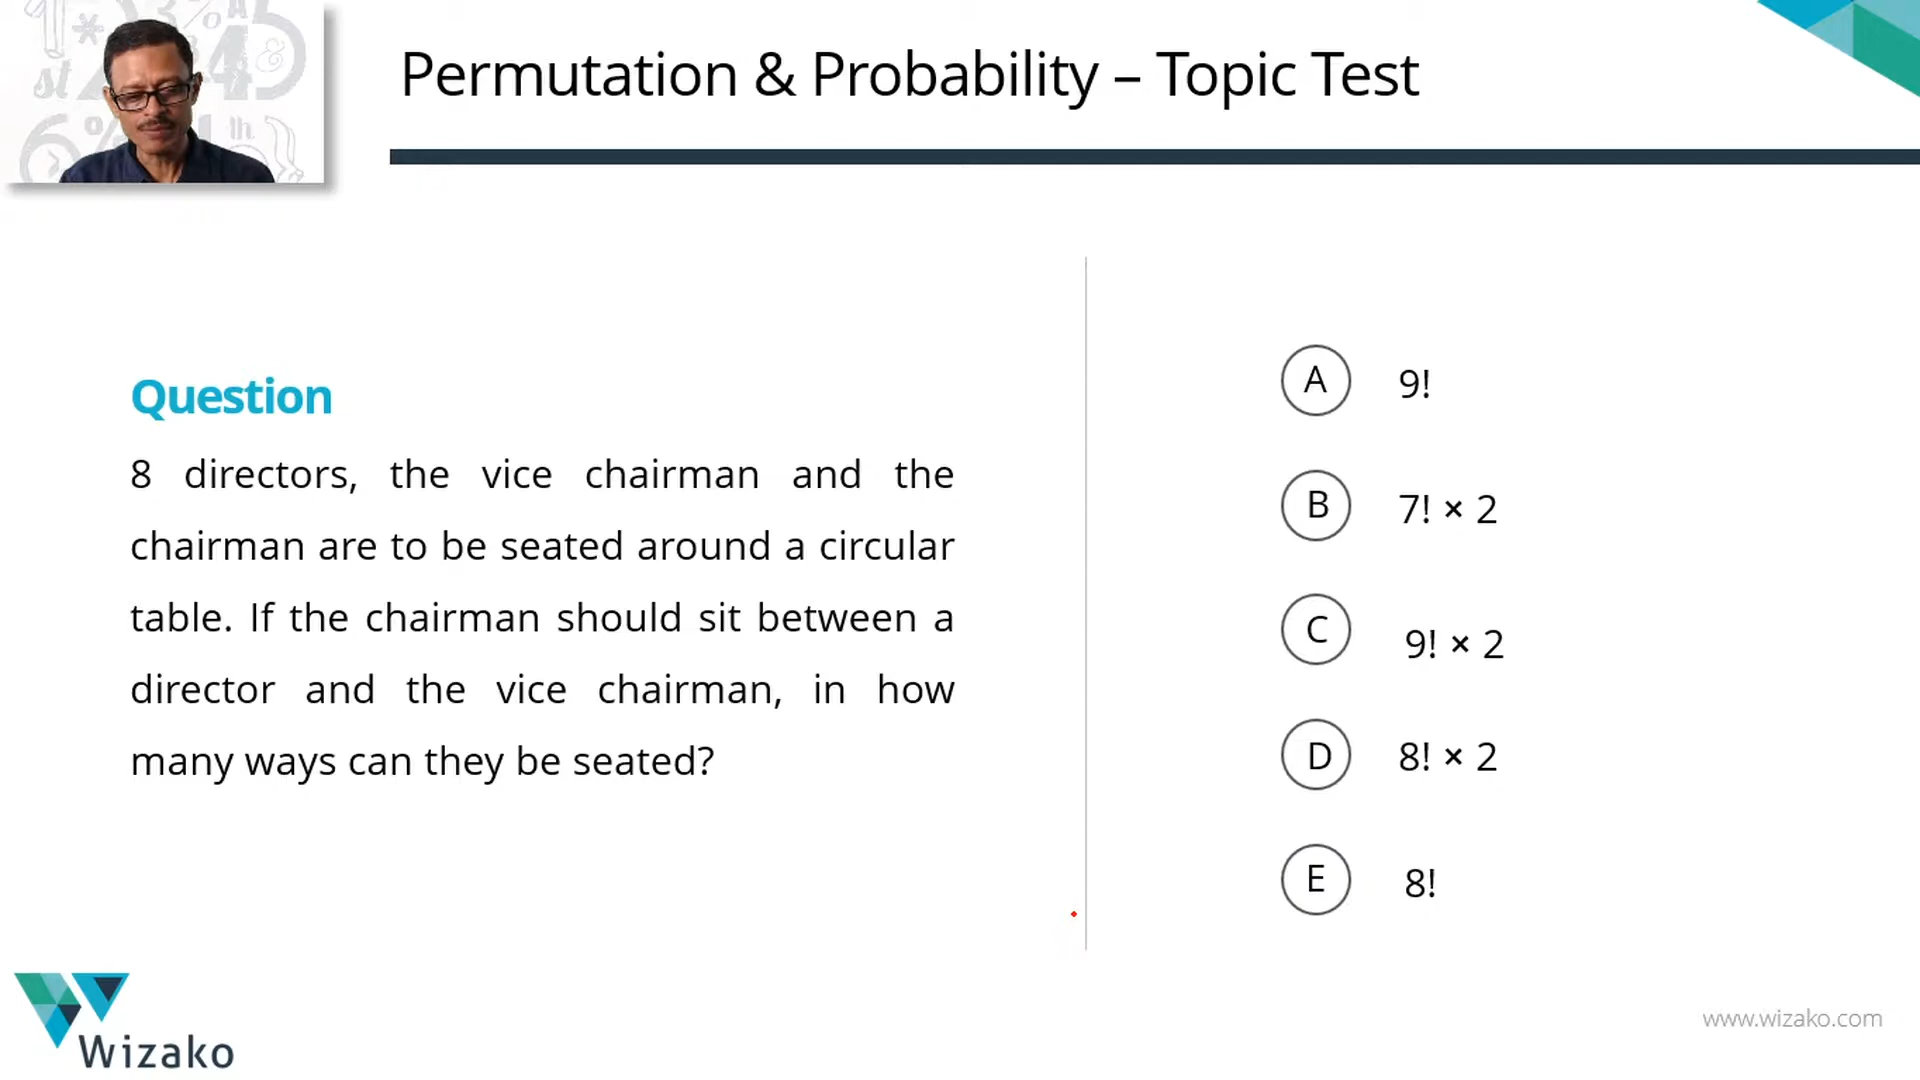 Permutation & Probability – Topic Test
Question
8 directors, the vice chairman and the
chairman are to be seated around a circular
table. If the chairman should sit between a
director and the vice chairman, in how
many ways can they be seated?
A 9!
B 7! × 2
C 9! × 2
D 8! × 2
E 8!
Wizako
www.wizako.com